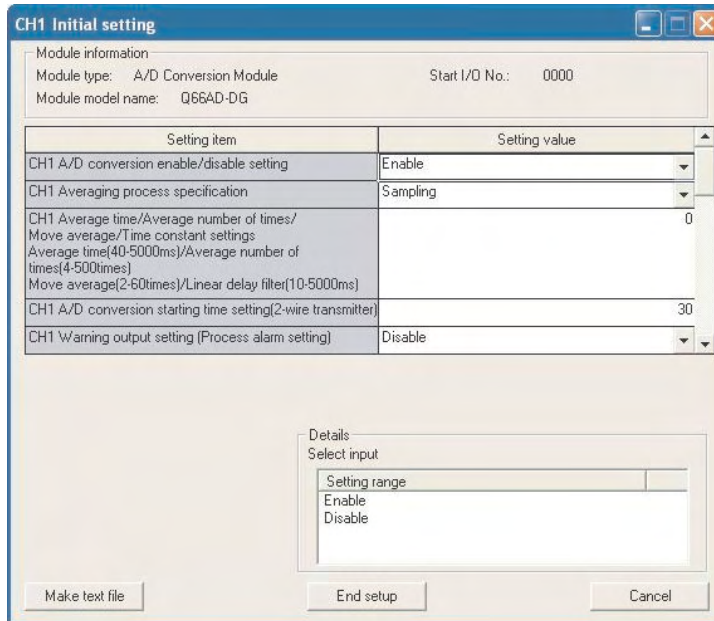 CH1 Initial setting
Module information
Module type: A/D Conversion Module Start I/O No.: 0000
Module model name: Q66AD-DG
Setting item Setting value
CH1 A/D conversion enable/disable setting Enable
CH1 Averaging process specification Sampling
CH1 Average time/Average number of times/ 0
Move average/Time constant settings
Average time(40-5000ms)/Average number of
times(4-500times)
Move average(2-60times)/Linear delay filter(10-5000ms)
CH1 A/D conversion starting time setting(2-wire transmitter) 30
CH1 Warning output setting (Process alarm setting) Disable
Details
Select input
Setting range
Enable
Disable
Make text file End setup Cancel